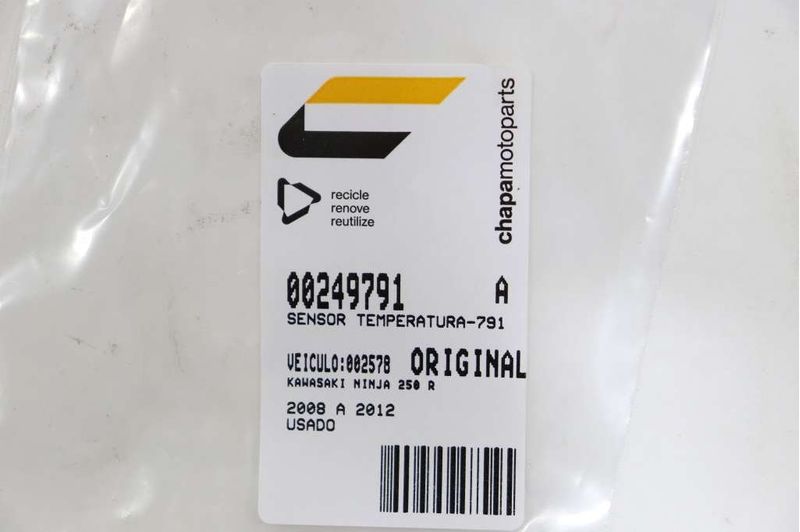 chapamotoparts
recicle
renove
reutilize
00249791 A
SENSOR TEMPERATURA-791
VEICULO:002578 ORIGINAL
KAWASAKI NINJA 250 R
2008 A 2012
USADO